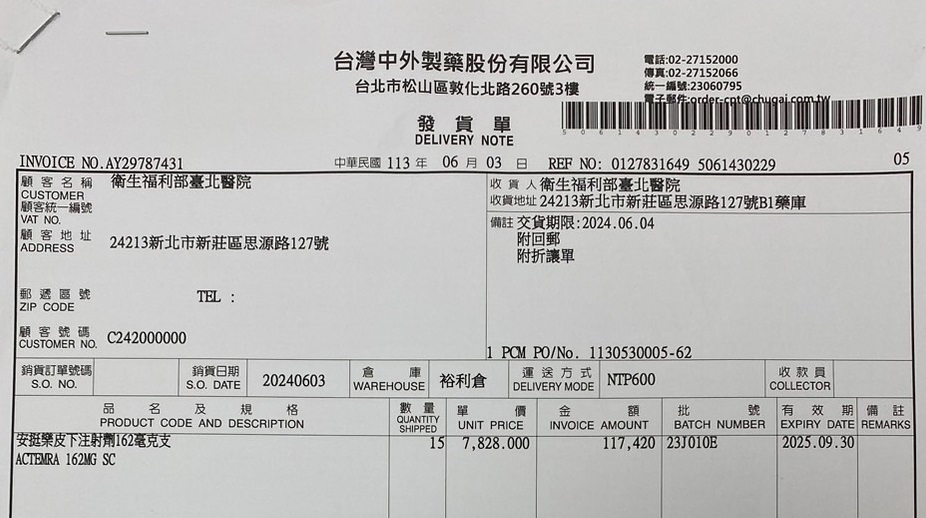 台灣中外製藥股份有限公司
台北市松山區敦化北路260號3樓
電話:02-27152000
傳真:02-27152066
統一編號:23060795
電子郵件:order-cpt@chugai.com.tw
發貨單
DELIVERY NOTE
5061430229012783 1649
INVOICE NO.AY29787431 中華民國 113 年 06 月 03 日 REF NO: 0127831649 5061430229 05
顧客名稱 衛生福利部臺北醫院
CUSTOMER
顧客統一編號
VAT NO.
顧客地址 24213新北市新莊區思源路127號
ADDRESS
郵遞區號 TEL :
ZIP CODE
顧客號碼 C242000000
CUSTOMER NO.
收貨人 衛生福利部臺北醫院
收貨地址 24213新北市新莊區思源路127號B1藥庫
備註 交貨期限:2024.06.04
附回郵
附折讓單
1 PCM PO/No. 1130530005-62
銷貨訂單號碼 銷貨日期 倉庫 運送方式 收款員
S.O. NO. S.O. DATE 20240603 WAREHOUSE 裕利倉 DELIVERY MODE NTP600 COLLECTOR
品名及規格 數量 單價 金額 批號 有效期 備註
PRODUCT CODE AND DESCRIPTION QUANTITY SHIPPED UNIT PRICE INVOICE AMOUNT BATCH NUMBER EXPIRY DATE REMARKS
安挺樂皮下注射劑162毫克支 15 7,828.000 117,420 23J010E 2025.09.30
ACTEMRA 162MG SC